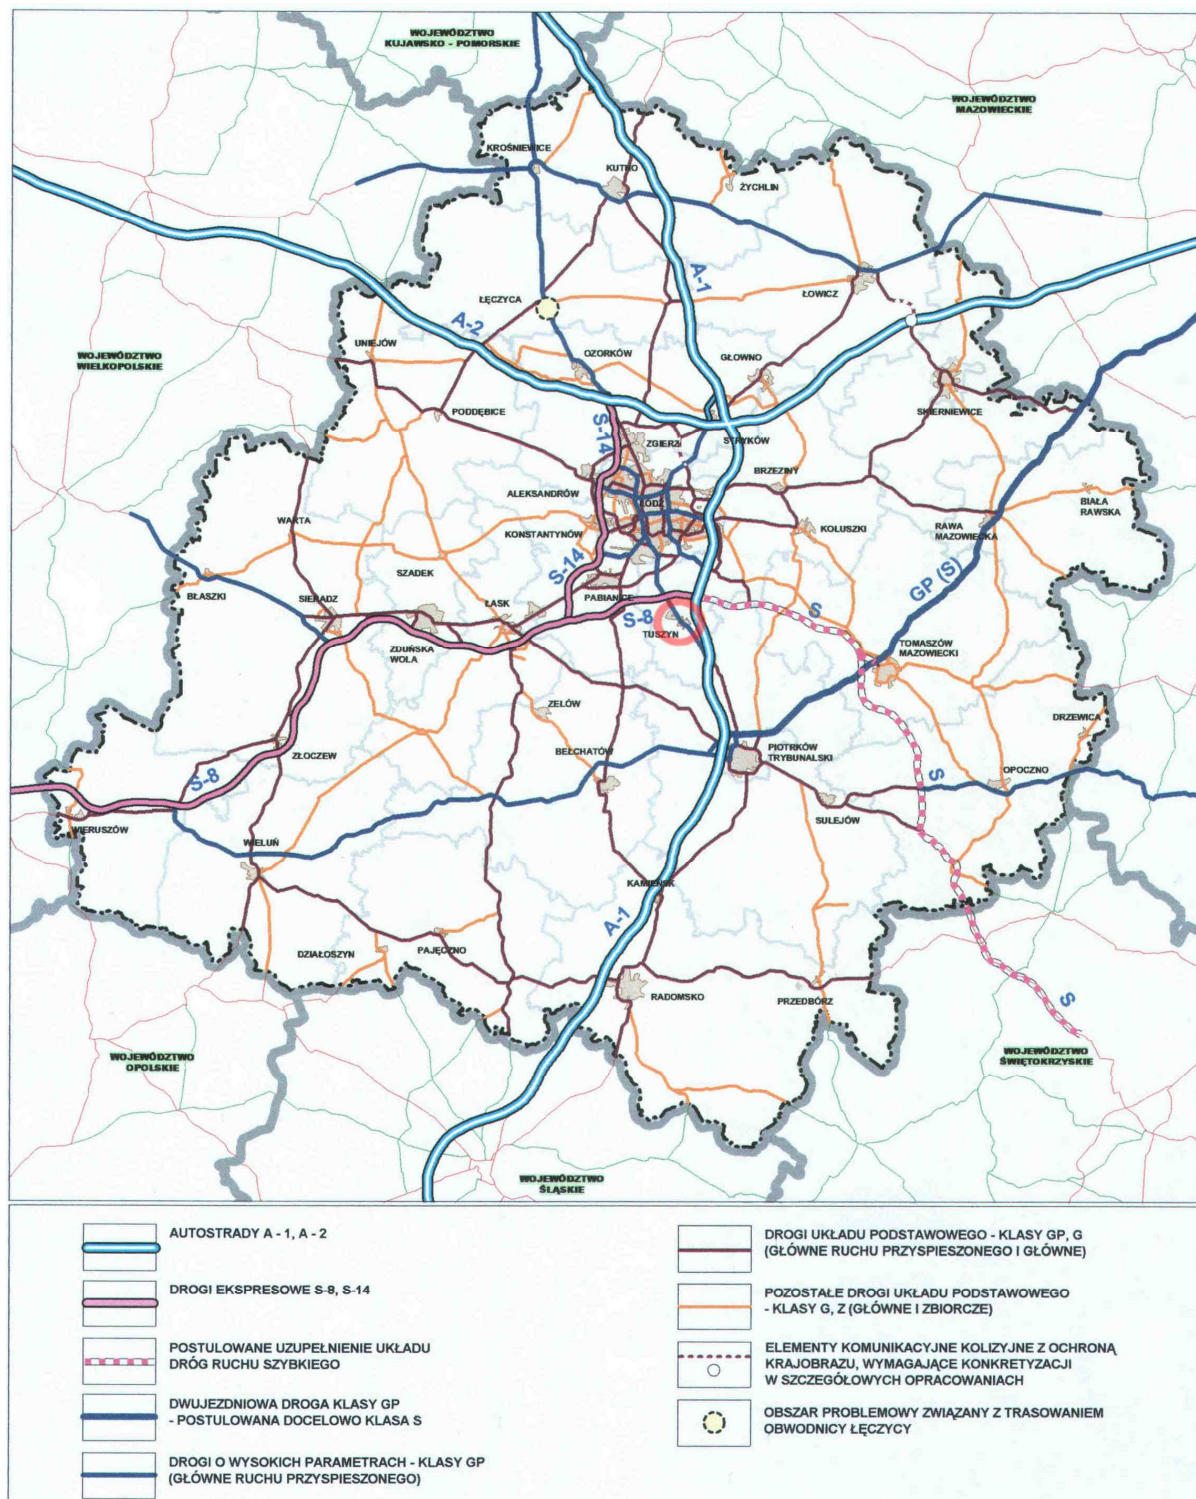 WOJEWÓDZTWO
KUJAWSKO - POMORSKIE
WOJEWÓDZTWO
MAZOWIECKIE
KROŚNIEWICE
KUTNO
ŻYCHLIN
A-1
ŁĘCZYCA
ŁOWICZ
A-2
UNIEJÓW
OZORKÓW
GŁOWNO
WOJEWÓDZTWO
WIELKOPOLSKIE
PODDĘBICE
SKIERNIEWICE
S-14
ZGIERZ
STRYKÓW
BRZEZINY
ALEKSANDRÓW
ŁÓDŹ
BIAŁA
RAWSKA
WARTA
KONSTANTYNÓW
KOLUSZKI
RAWA
MAZOWIECKA
S-14
SZADEK
GP (S)
BŁASZKI
SIERADZ
ŁASK
PABIANICE
S-8
S
TUSZYN
ZDUŃSKA
WOLA
TOMASZÓW
MAZOWIECKI
ZELÓW
DRZEWICA
BEŁCHATÓW
PIOTRKÓW
TRYBUNALSKI
ZŁOCZEW
S-8
S
OPOCZNO
WIERUSZÓW
SULEJÓW
WIELUŃ
KAMIEŃSK
A-1
DZIAŁOSZYN
PAJĘCZNO
RADOMSKO
PRZEDBÓRZ
S
WOJEWÓDZTWO
OPOLSKIE
WOJEWÓDZTWO
ŚWIĘTOKRZYSKIE
WOJEWÓDZTWO
ŚLĄSKIE
AUTOSTRADY A - 1, A - 2
DROGI EKSPRESOWE S-8, S-14
POSTULOWANE UZUPEŁNIENIE UKŁADU
DRÓG RUCHU SZYBKIEGO
DWUJEZDNIOWA DROGA KLASY GP
- POSTULOWANA DOCELOWO KLASA S
DROGI O WYSOKICH PARAMETRACH - KLASY GP
(GŁÓWNE RUCHU PRZYSPIESZONEGO)
DROGI UKŁADU PODSTAWOWEGO - KLASY GP, G
(GŁÓWNE RUCHU PRZYSPIESZONEGO I GŁÓWNE)
POZOSTAŁE DROGI UKŁADU PODSTAWOWEGO
- KLASY G, Z (GŁÓWNE I ZBIORCZE)
ELEMENTY KOMUNIKACYJNE KOLIZYJNE Z OCHRONĄ
KRAJOBRAZU, WYMAGAJĄCE KONKRETYZACJI
W SZCZEGÓŁOWYCH OPRACOWANIACH
OBSZAR PROBLEMOWY ZWIĄZANY Z TRASOWANIEM
OBWODNICY ŁĘCZYCY